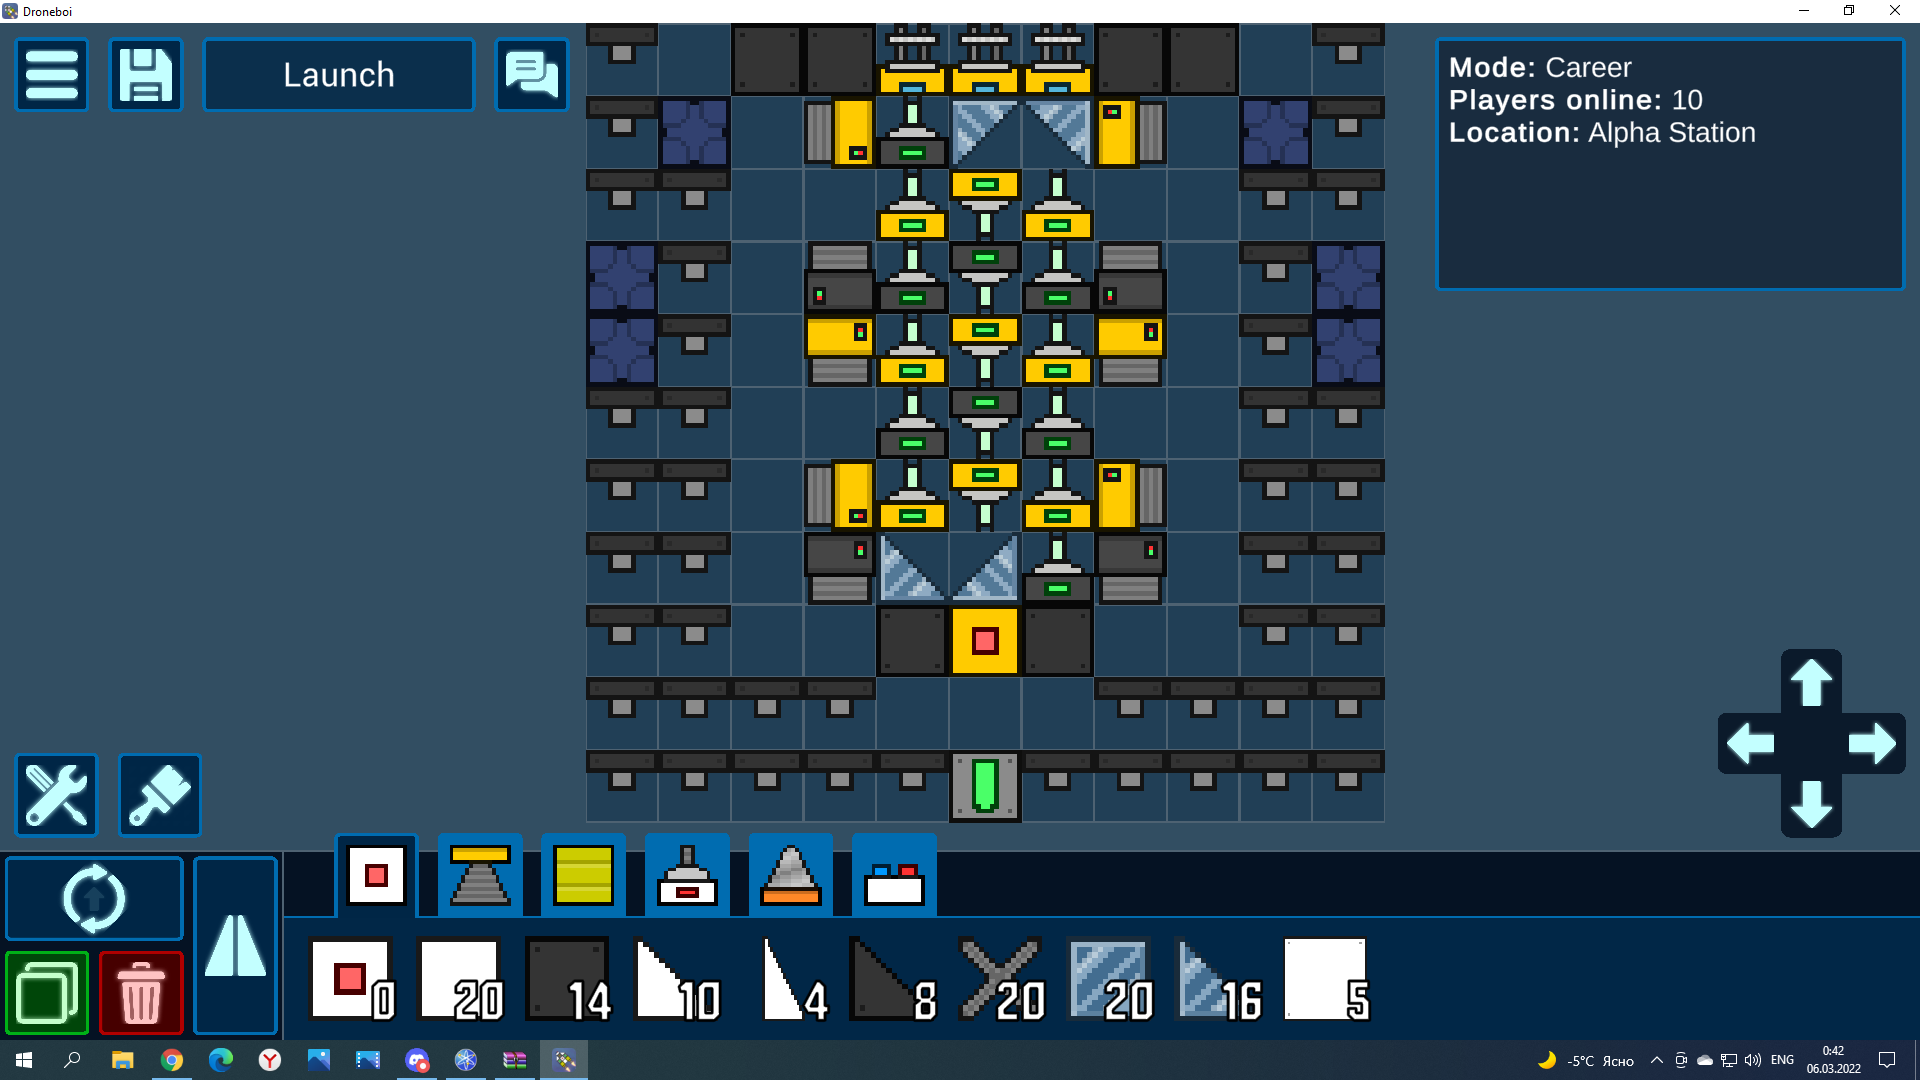 Droneboi
Launch
Mode: Career
Players online: 10
Location: Alpha Station
0
20
14
10
4
8
20
20
16
5
-5°C Ясно
ENG
0:42
06.03.2022